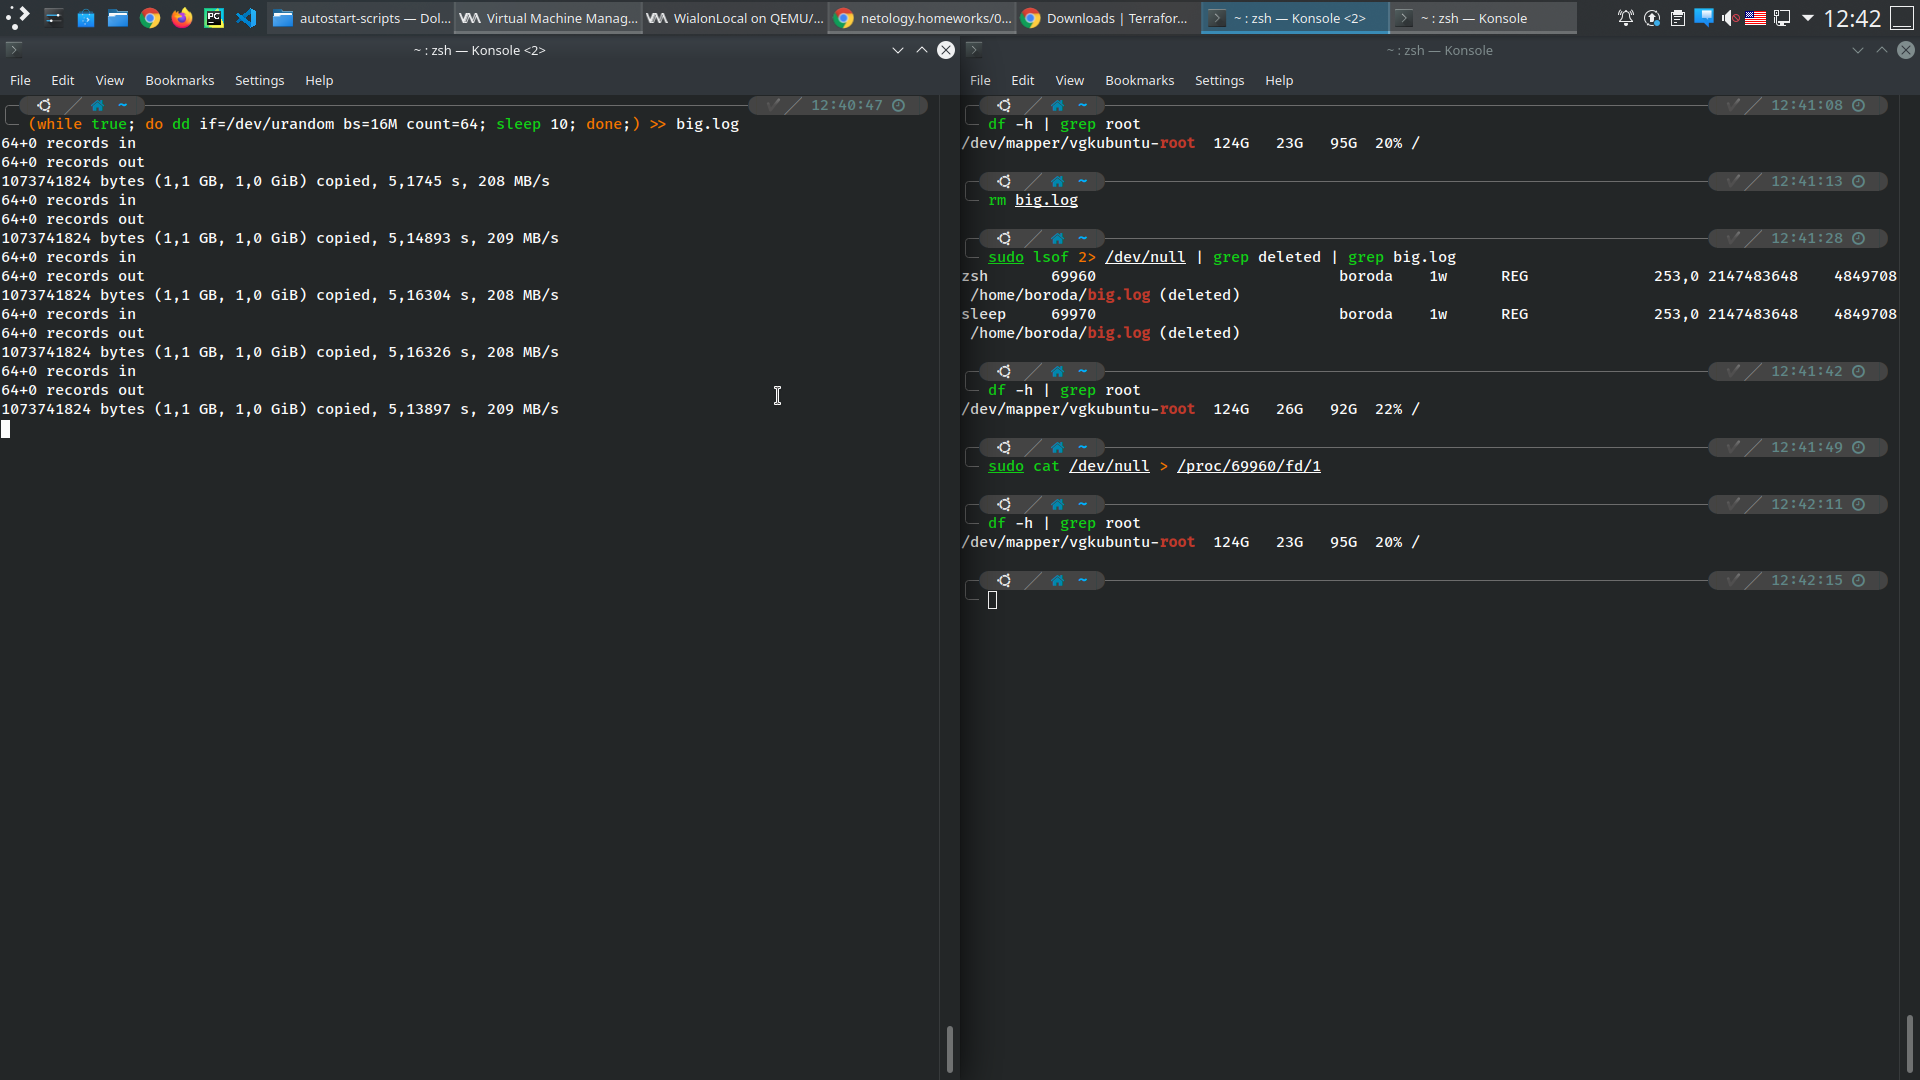 autostart-scripts — Dol...
Virtual Machine Manag...
WialonLocal on QEMU/...
netology.homeworks/0...
Downloads | Terrafor...
~ : zsh — Konsole <2>
~ : zsh — Konsole
12:42
~ : zsh — Konsole <2>
File Edit View Bookmarks Settings Help
~ 12:40:47
(while true; do dd if=/dev/urandom bs=16M count=64; sleep 10; done;) >> big.log
64+0 records in
64+0 records out
1073741824 bytes (1,1 GB, 1,0 GiB) copied, 5,1745 s, 208 MB/s
64+0 records in
64+0 records out
1073741824 bytes (1,1 GB, 1,0 GiB) copied, 5,14893 s, 209 MB/s
64+0 records in
64+0 records out
1073741824 bytes (1,1 GB, 1,0 GiB) copied, 5,16304 s, 208 MB/s
64+0 records in
64+0 records out
1073741824 bytes (1,1 GB, 1,0 GiB) copied, 5,16326 s, 208 MB/s
64+0 records in
64+0 records out
1073741824 bytes (1,1 GB, 1,0 GiB) copied, 5,13897 s, 209 MB/s
~ : zsh — Konsole
File Edit View Bookmarks Settings Help
~ 12:41:08
df -h | grep root
/dev/mapper/vgkubuntu-root 124G 23G 95G 20% /
~ 12:41:13
rm big.log
~ 12:41:28
sudo lsof 2> /dev/null | grep deleted | grep big.log
zsh 69960 boroda 1w REG 253,0 2147483648 4849708
/home/boroda/big.log (deleted)
sleep 69970 boroda 1w REG 253,0 2147483648 4849708
/home/boroda/big.log (deleted)
~ 12:41:42
df -h | grep root
/dev/mapper/vgkubuntu-root 124G 26G 92G 22% /
~ 12:41:49
sudo cat /dev/null > /proc/69960/fd/1
~ 12:42:11
df -h | grep root
/dev/mapper/vgkubuntu-root 124G 23G 95G 20% /
~ 12:42:15